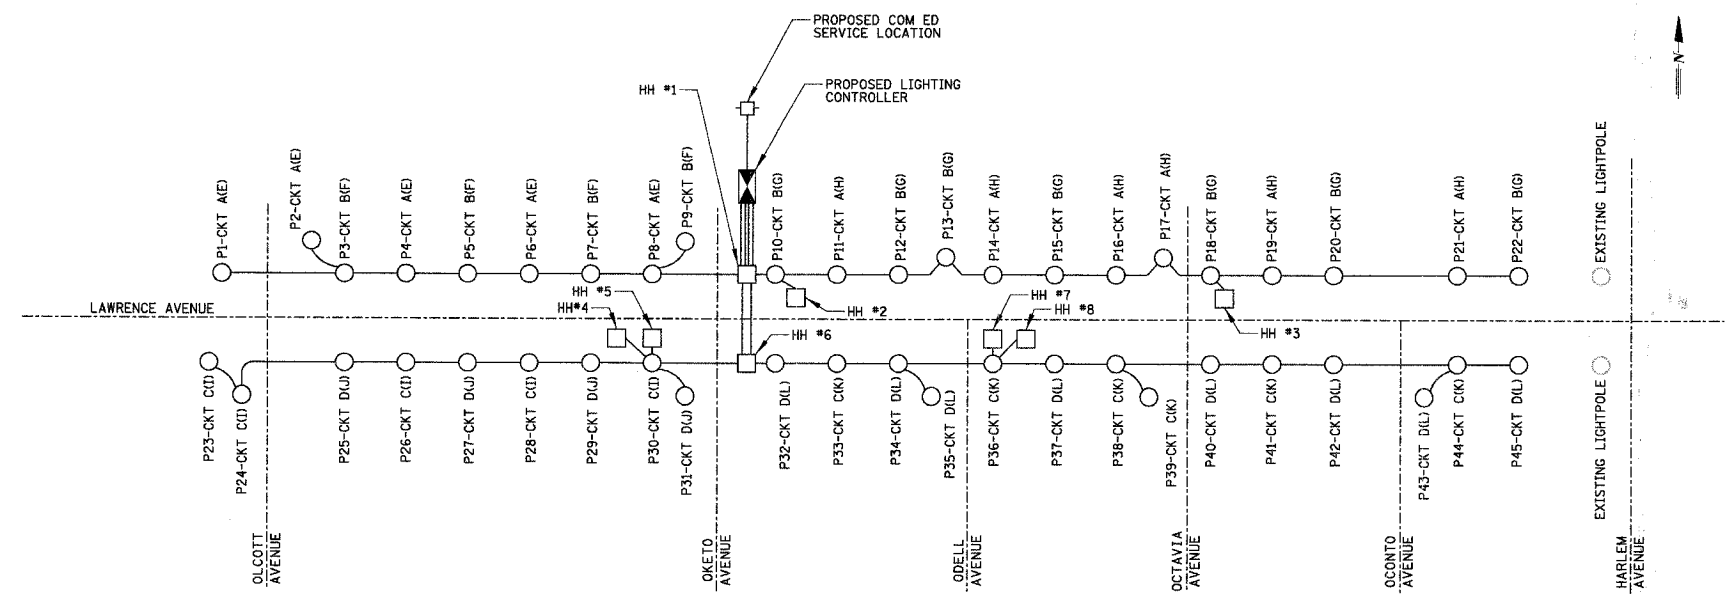 PROPOSED COM ED
SERVICE LOCATION
HH #1
PROPOSED LIGHTING
CONTROLLER
N
P1-CKT A(E)
P2-CKT A(E)
P3-CKT B(F)
P4-CKT A(E)
P5-CKT B(F)
P6-CKT A(E)
P7-CKT B(F)
P8-CKT A(E)
P9-CKT B(F)
P10-CKT B(G)
P11-CKT A(H)
P12-CKT B(G)
P13-CKT B(G)
P14-CKT A(H)
P15-CKT B(G)
P16-CKT A(H)
P17-CKT A(H)
P18-CKT B(G)
P19-CKT A(H)
P20-CKT B(G)
P21-CKT A(H)
P22-CKT B(G)
EXISTING LIGHTPOLE
LAWRENCE AVENUE
HH#4
HH #5
HH #2
HH #6
HH #7
HH #8
HH #3
P23-CKT C(I)
P24-CKT C(I)
P25-CKT D(J)
P26-CKT C(I)
P27-CKT D(J)
P28-CKT C(I)
P29-CKT D(J)
P30-CKT C(I)
P31-CKT D(J)
P32-CKT D(L)
P33-CKT C(K)
P34-CKT D(L)
P35-CKT D(L)
P36-CKT C(K)
P37-CKT D(L)
P38-CKT C(K)
P39-CKT C(K)
P40-CKT D(L)
P41-CKT C(K)
P42-CKT D(L)
P43-CKT D(L)
P44-CKT C(K)
P45-CKT D(L)
EXISTING LIGHTPOLE
OLCOTT
AVENUE
OKETO
AVENUE
ODELL
AVENUE
OCTAVIA
AVENUE
OCONTO
AVENUE
HARLEM
AVENUE